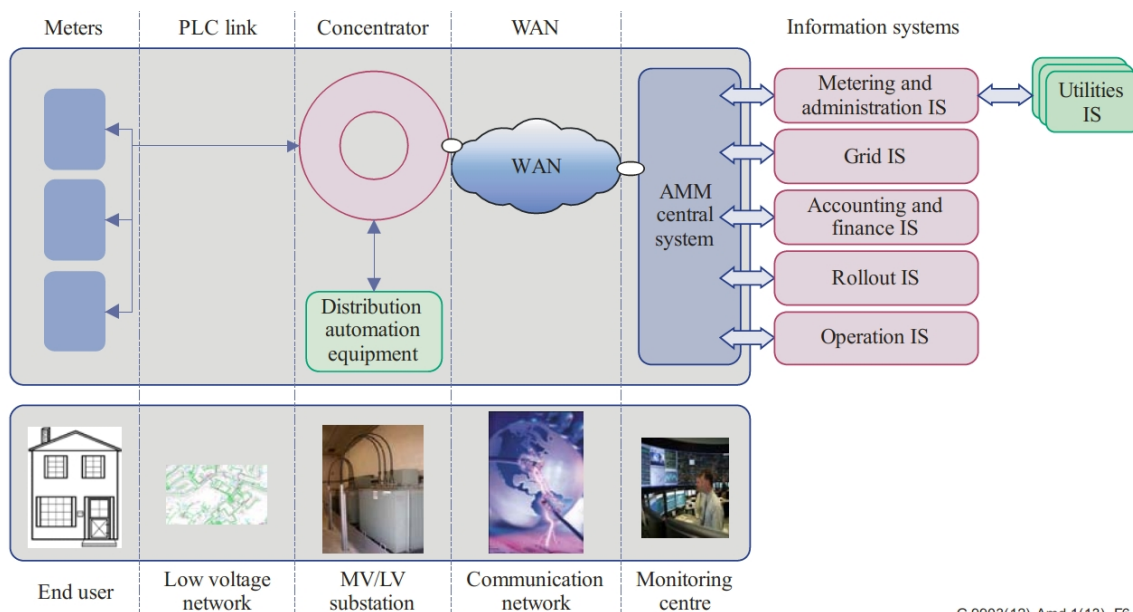 Meters
PLC link
Concentrator
WAN
Information systems
WAN
AMM
central
system
Distribution
automation
equipment
Metering and
administration IS
Utilities
IS
Grid IS
Accounting and
finance IS
Rollout IS
Operation IS
End user
Low voltage
network
MV/LV
substation
Communication
network
Monitoring
centre